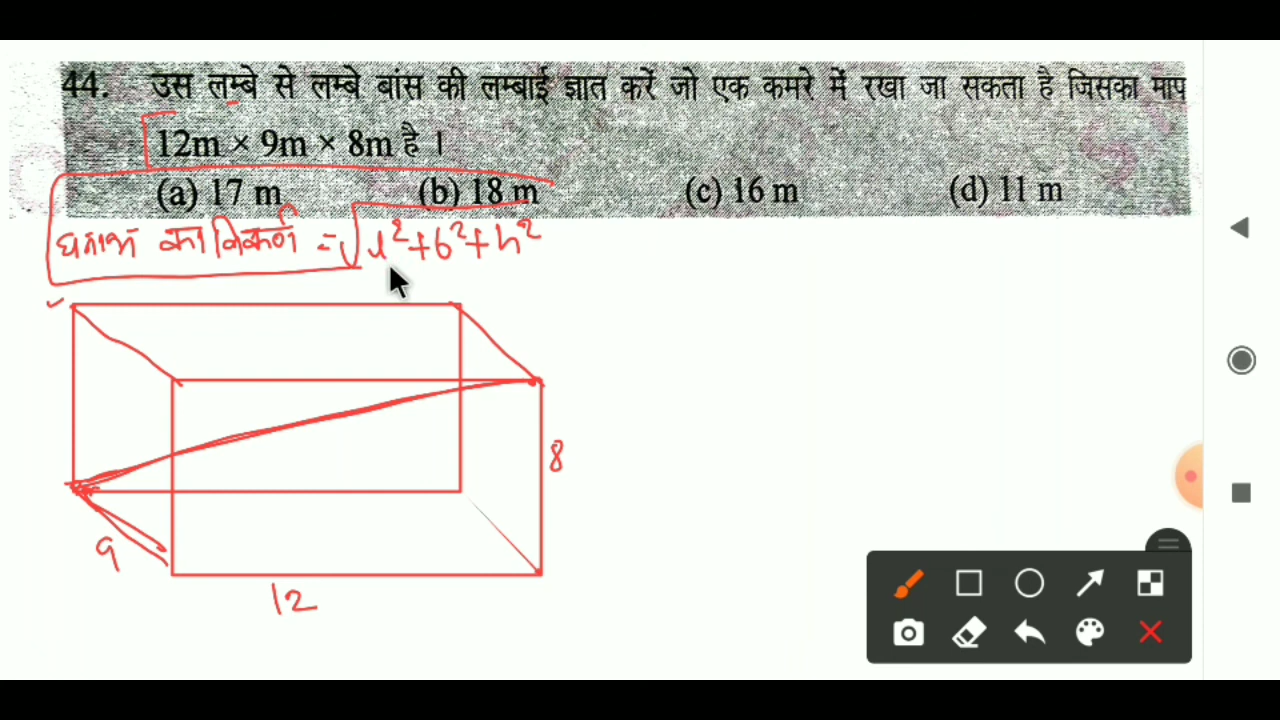 44. उस लम्बे से लम्बे बांस की लम्बाई ज्ञात करें जो एक कमरे में रखा जा सकता है जिसका माप
12m × 9m × 8m है ।
(a) 17 m (b) 18 m (c) 16 m (d) 11 m
घनाभ का विकर्ण = √l²+b²+h²
8
9
12